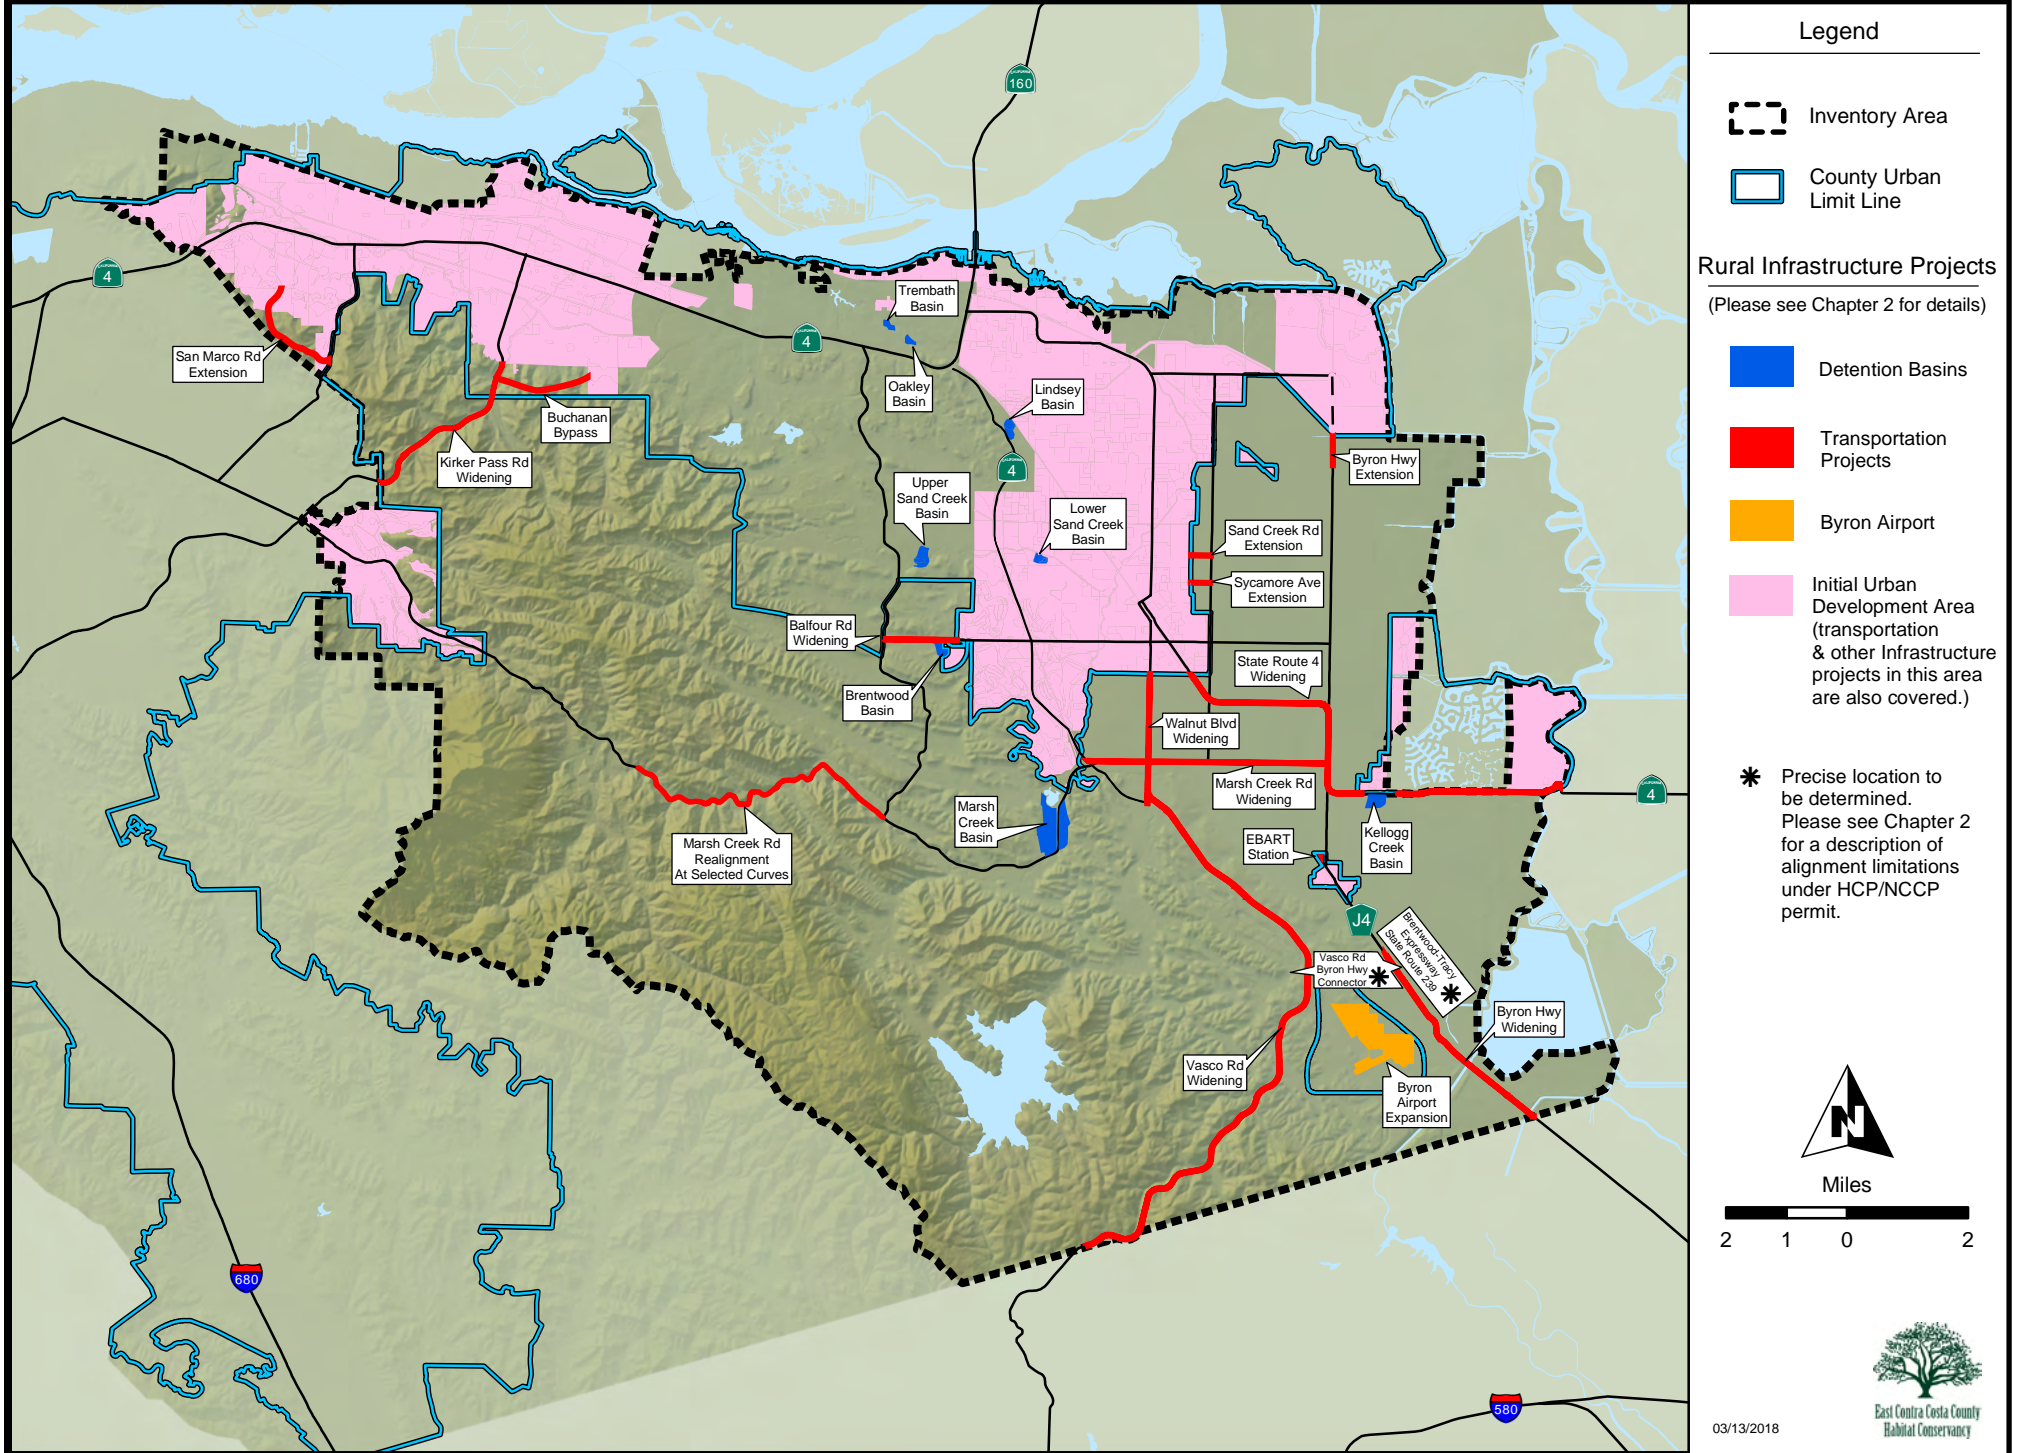 CALIFORNIA
160
4
4
4
4
J4
680
580
San Marco Rd
Extension
Trembath
Basin
Oakley
Basin
Lindsey
Basin
Buchanan
Bypass
Kirker Pass Rd
Widening
Upper
Sand Creek
Basin
Lower
Sand Creek
Basin
Byron Hwy
Extension
Sand Creek Rd
Extension
Sycamore Ave
Extension
Balfour Rd
Widening
Brentwood
Basin
State Route 4
Widening
Walnut Blvd
Widening
Marsh Creek Rd
Widening
Marsh
Creek
Basin
Marsh Creek Rd
Realignment
At Selected Curves
EBART
Station
Kellogg
Creek
Basin
Vasco Rd
Byron Hwy
Connector
Brentwood-Tracy
Expressway
State Route 239
Byron Hwy
Widening
Vasco Rd
Widening
Byron
Airport
Expansion
Legend
Inventory Area
County Urban
Limit Line
Rural Infrastructure Projects
(Please see Chapter 2 for details)
Detention Basins
Transportation
Projects
Byron Airport
Initial Urban
Development Area
(transportation
& other Infrastructure
projects in this area
are also covered.)
Precise location to
be determined.
Please see Chapter 2
for a description of
alignment limitations
under HCP/NCCP
permit.
N
Miles
2 1 0 2
03/13/2018
East Contra Costa County
Habitat Conservancy